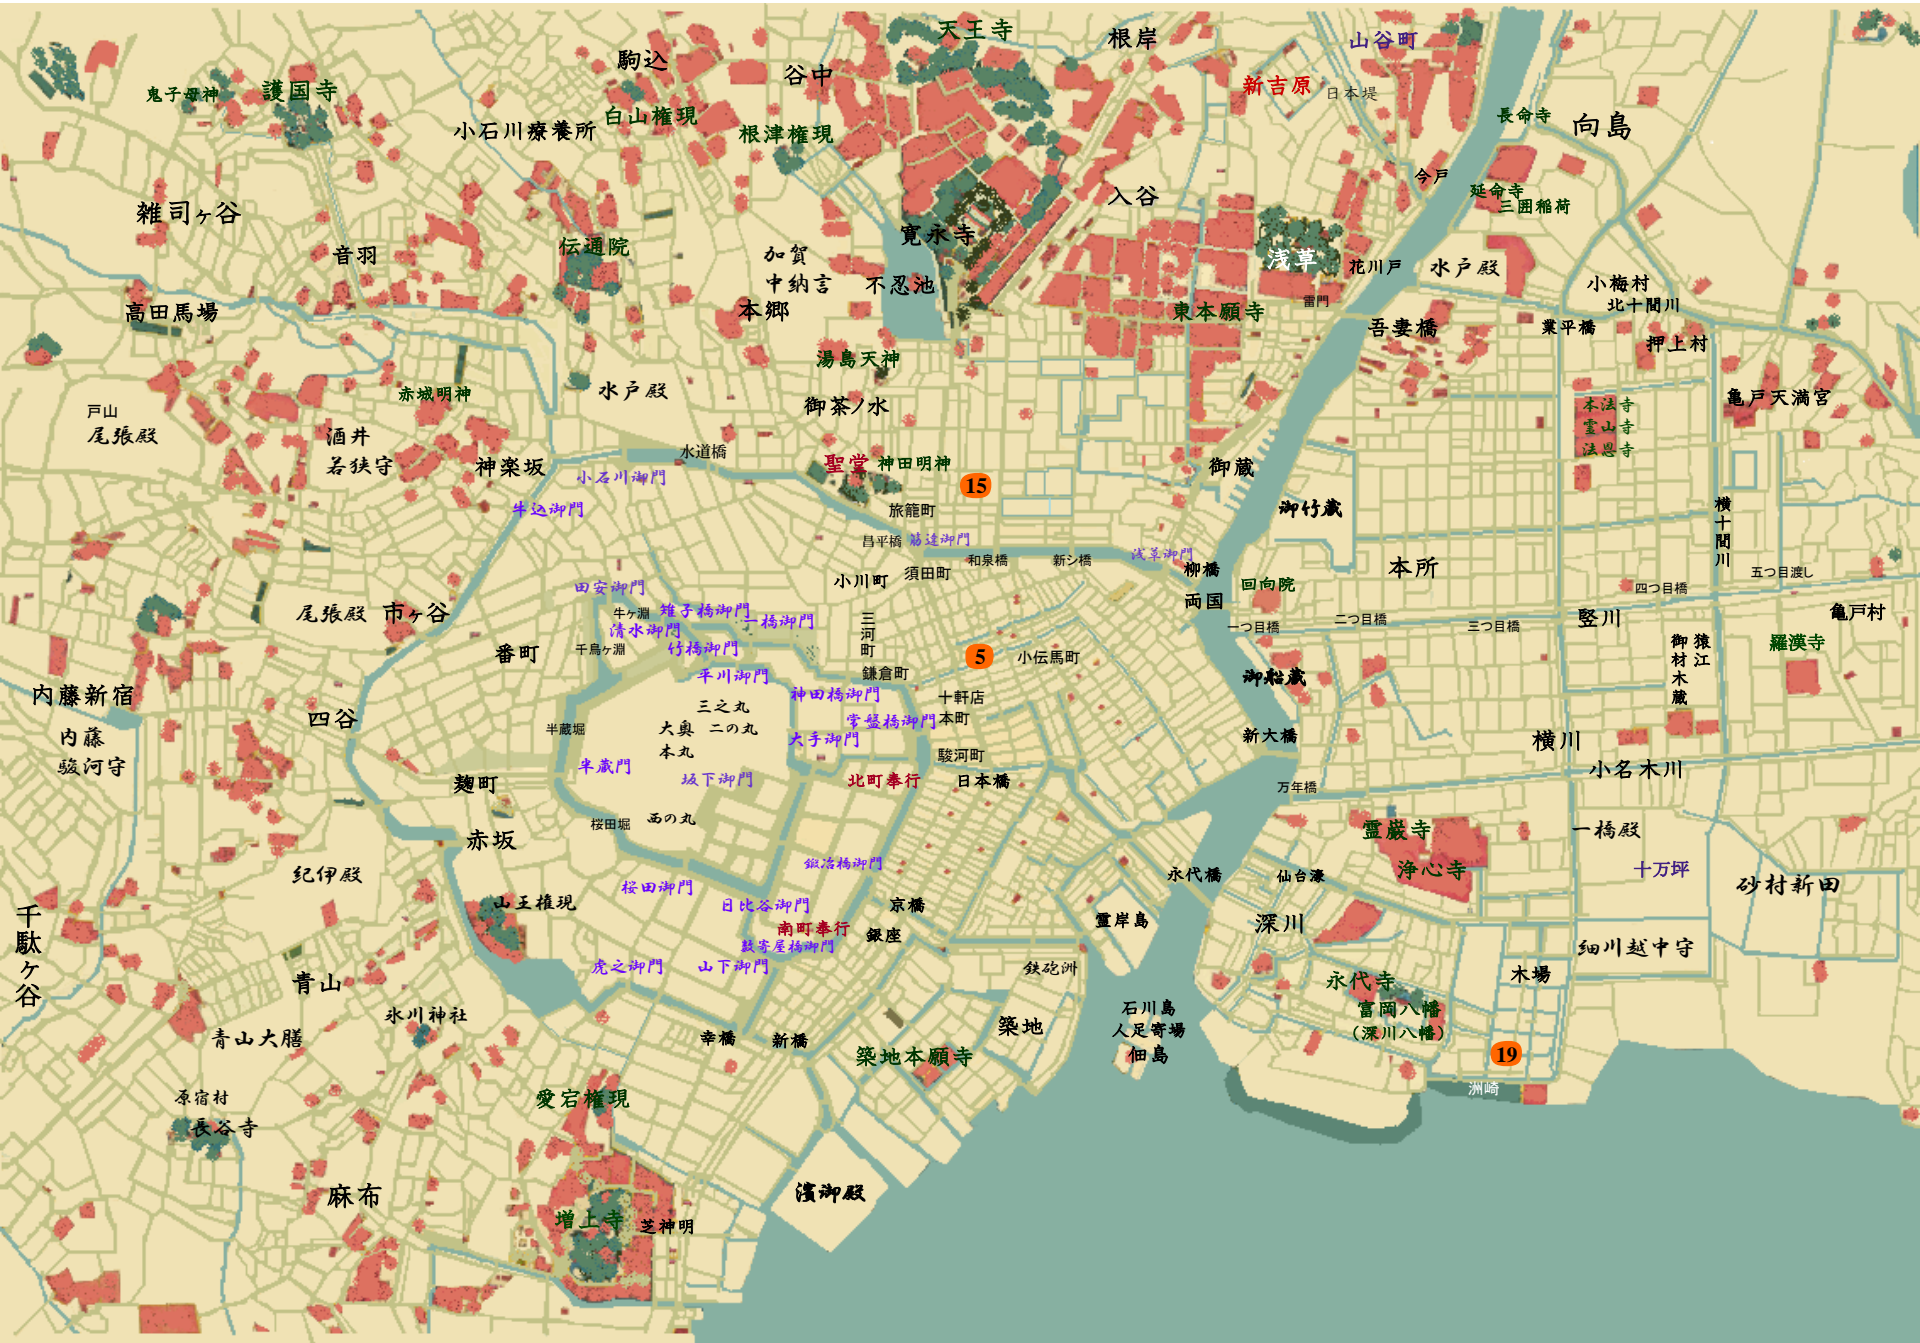 天王寺
根岸
山谷町
駒込
谷中
新吉原
日本堤
鬼子母神
護国寺
白山権現
根津権現
小石川療養所
長命寺
向島
今戸
延命寺
三囲稲荷
入谷
雑司ヶ谷
音羽
伝通院
加賀
中納言
本郷
寛永寺
不忍池
浅草
花川戸
水戸殿
小梅村
北十間川
業平橋
押上村
高田馬場
東本願寺
雷門
吾妻橋
湯島天神
水戸殿
赤城明神
御茶ノ水
戸山
尾張殿
酒井
若狭守
神楽坂
水道橋
小石川御門
牛込御門
聖堂
神田明神
15
旅籠町
昌平橋
筋違御門
和泉橋
新シ橋
浅草御門
柳橋
両国
御蔵
御竹蔵
本法寺
霊山寺
法恩寺
亀戸天満宮
横十間川
本所
回向院
一つ目橋
二つ目橋
三つ目橋
四つ目橋
五つ目渡し
竪川
亀戸村
猿江
御材木蔵
羅漢寺
小川町
須田町
三河町
田安御門
牛ヶ淵
雉子橋御門
一橋御門
清水御門
竹橋御門
千鳥ヶ淵
平川御門
尾張殿
市ヶ谷
番町
5
小伝馬町
鎌倉町
神田橋御門
十軒店
本町
常盤橋御門
大手御門
駿河町
日本橋
北町奉行
三之丸
大奥
二の丸
本丸
坂下御門
西の丸
半蔵堀
半蔵門
桜田堀
内藤新宿
内藤
駿河守
四谷
麹町
赤坂
紀伊殿
山王権現
御船蔵
新大橋
万年橋
横川
小名木川
一橋殿
十万坪
砂村新田
霊巌寺
浄心寺
鍛冶橋御門
桜田御門
日比谷御門
南町奉行
数寄屋橋御門
虎之御門
山下御門
京橋
銀座
永代橋
仙台濠
霊岸島
深川
細川越中守
木場
鉄砲洲
永代寺
富岡八幡
（深川八幡）
19
洲崎
石川島
人足寄場
佃島
築地
築地本願寺
幸橋
新橋
千駄ヶ谷
青山
青山大膳
氷川神社
原宿村
長谷寺
愛宕権現
麻布
増上寺
芝神明
濱御殿